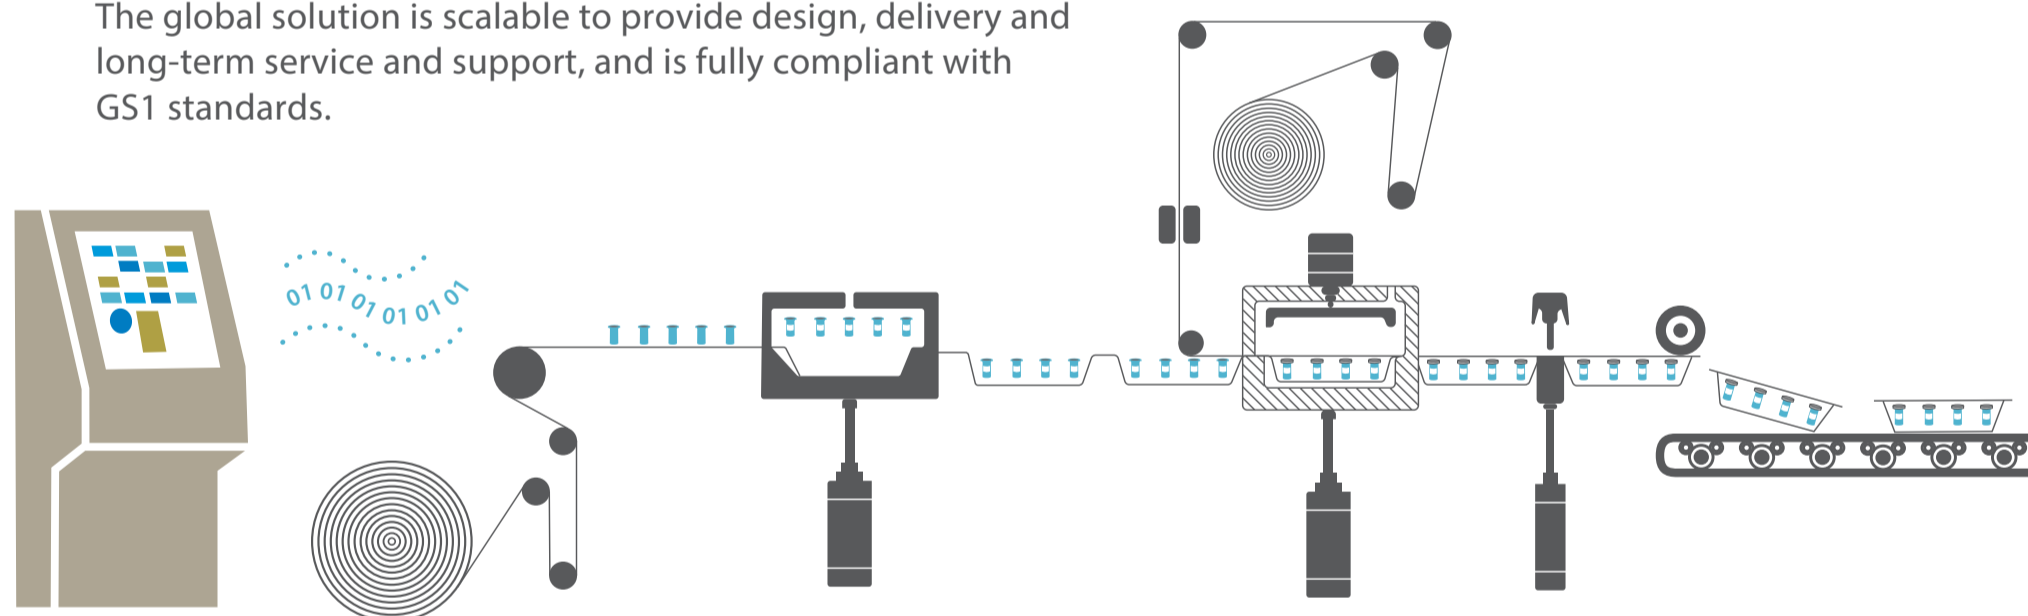 The global solution is scalable to provide design, delivery and
long-term service and support, and is fully compliant with
GS1 standards.
01 01 01 01 01 01